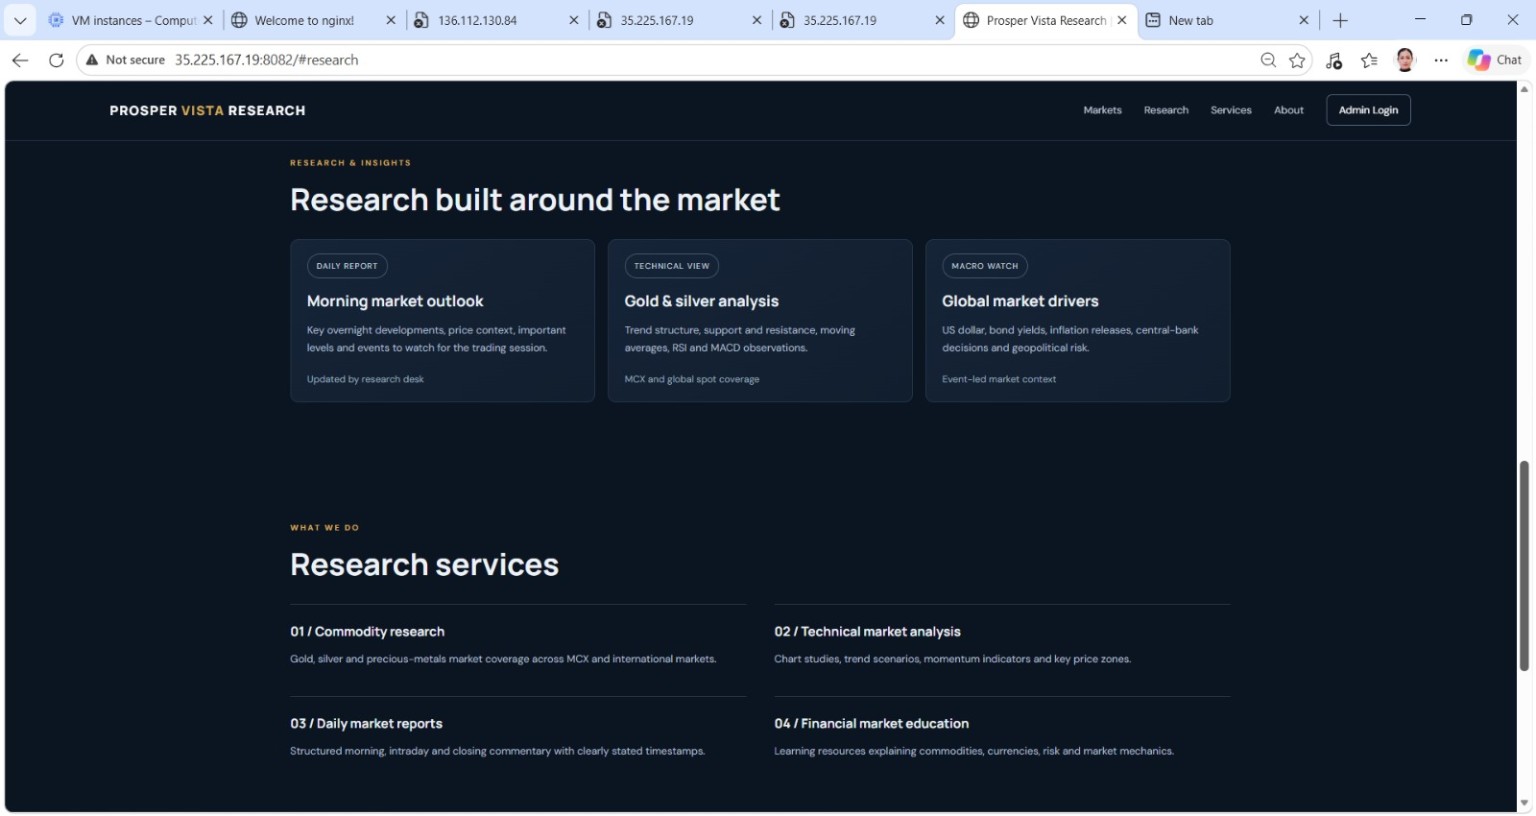 VM instances – Comput
Welcome to nginx!
136.112.130.84
35.225.167.19
35.225.167.19
Prosper Vista Research
New tab
Not secure
35.225.167.19:8082/#research
Chat
PROSPER VISTA RESEARCH
Markets
Research
Services
About
Admin Login
RESEARCH & INSIGHTS
Research built around the market
DAILY REPORT
Morning market outlook
Key overnight developments, price context, important
levels and events to watch for the trading session.
Updated by research desk
TECHNICAL VIEW
Gold & silver analysis
Trend structure, support and resistance, moving
averages, RSI and MACD observations.
MCX and global spot coverage
MACRO WATCH
Global market drivers
US dollar, bond yields, inflation releases, central-bank
decisions and geopolitical risk.
Event-led market context
WHAT WE DO
Research services
01 / Commodity research
Gold, silver and precious-metals market coverage across MCX and international markets.
02 / Technical market analysis
Chart studies, trend scenarios, momentum indicators and key price zones.
03 / Daily market reports
Structured morning, intraday and closing commentary with clearly stated timestamps.
04 / Financial market education
Learning resources explaining commodities, currencies, risk and market mechanics.